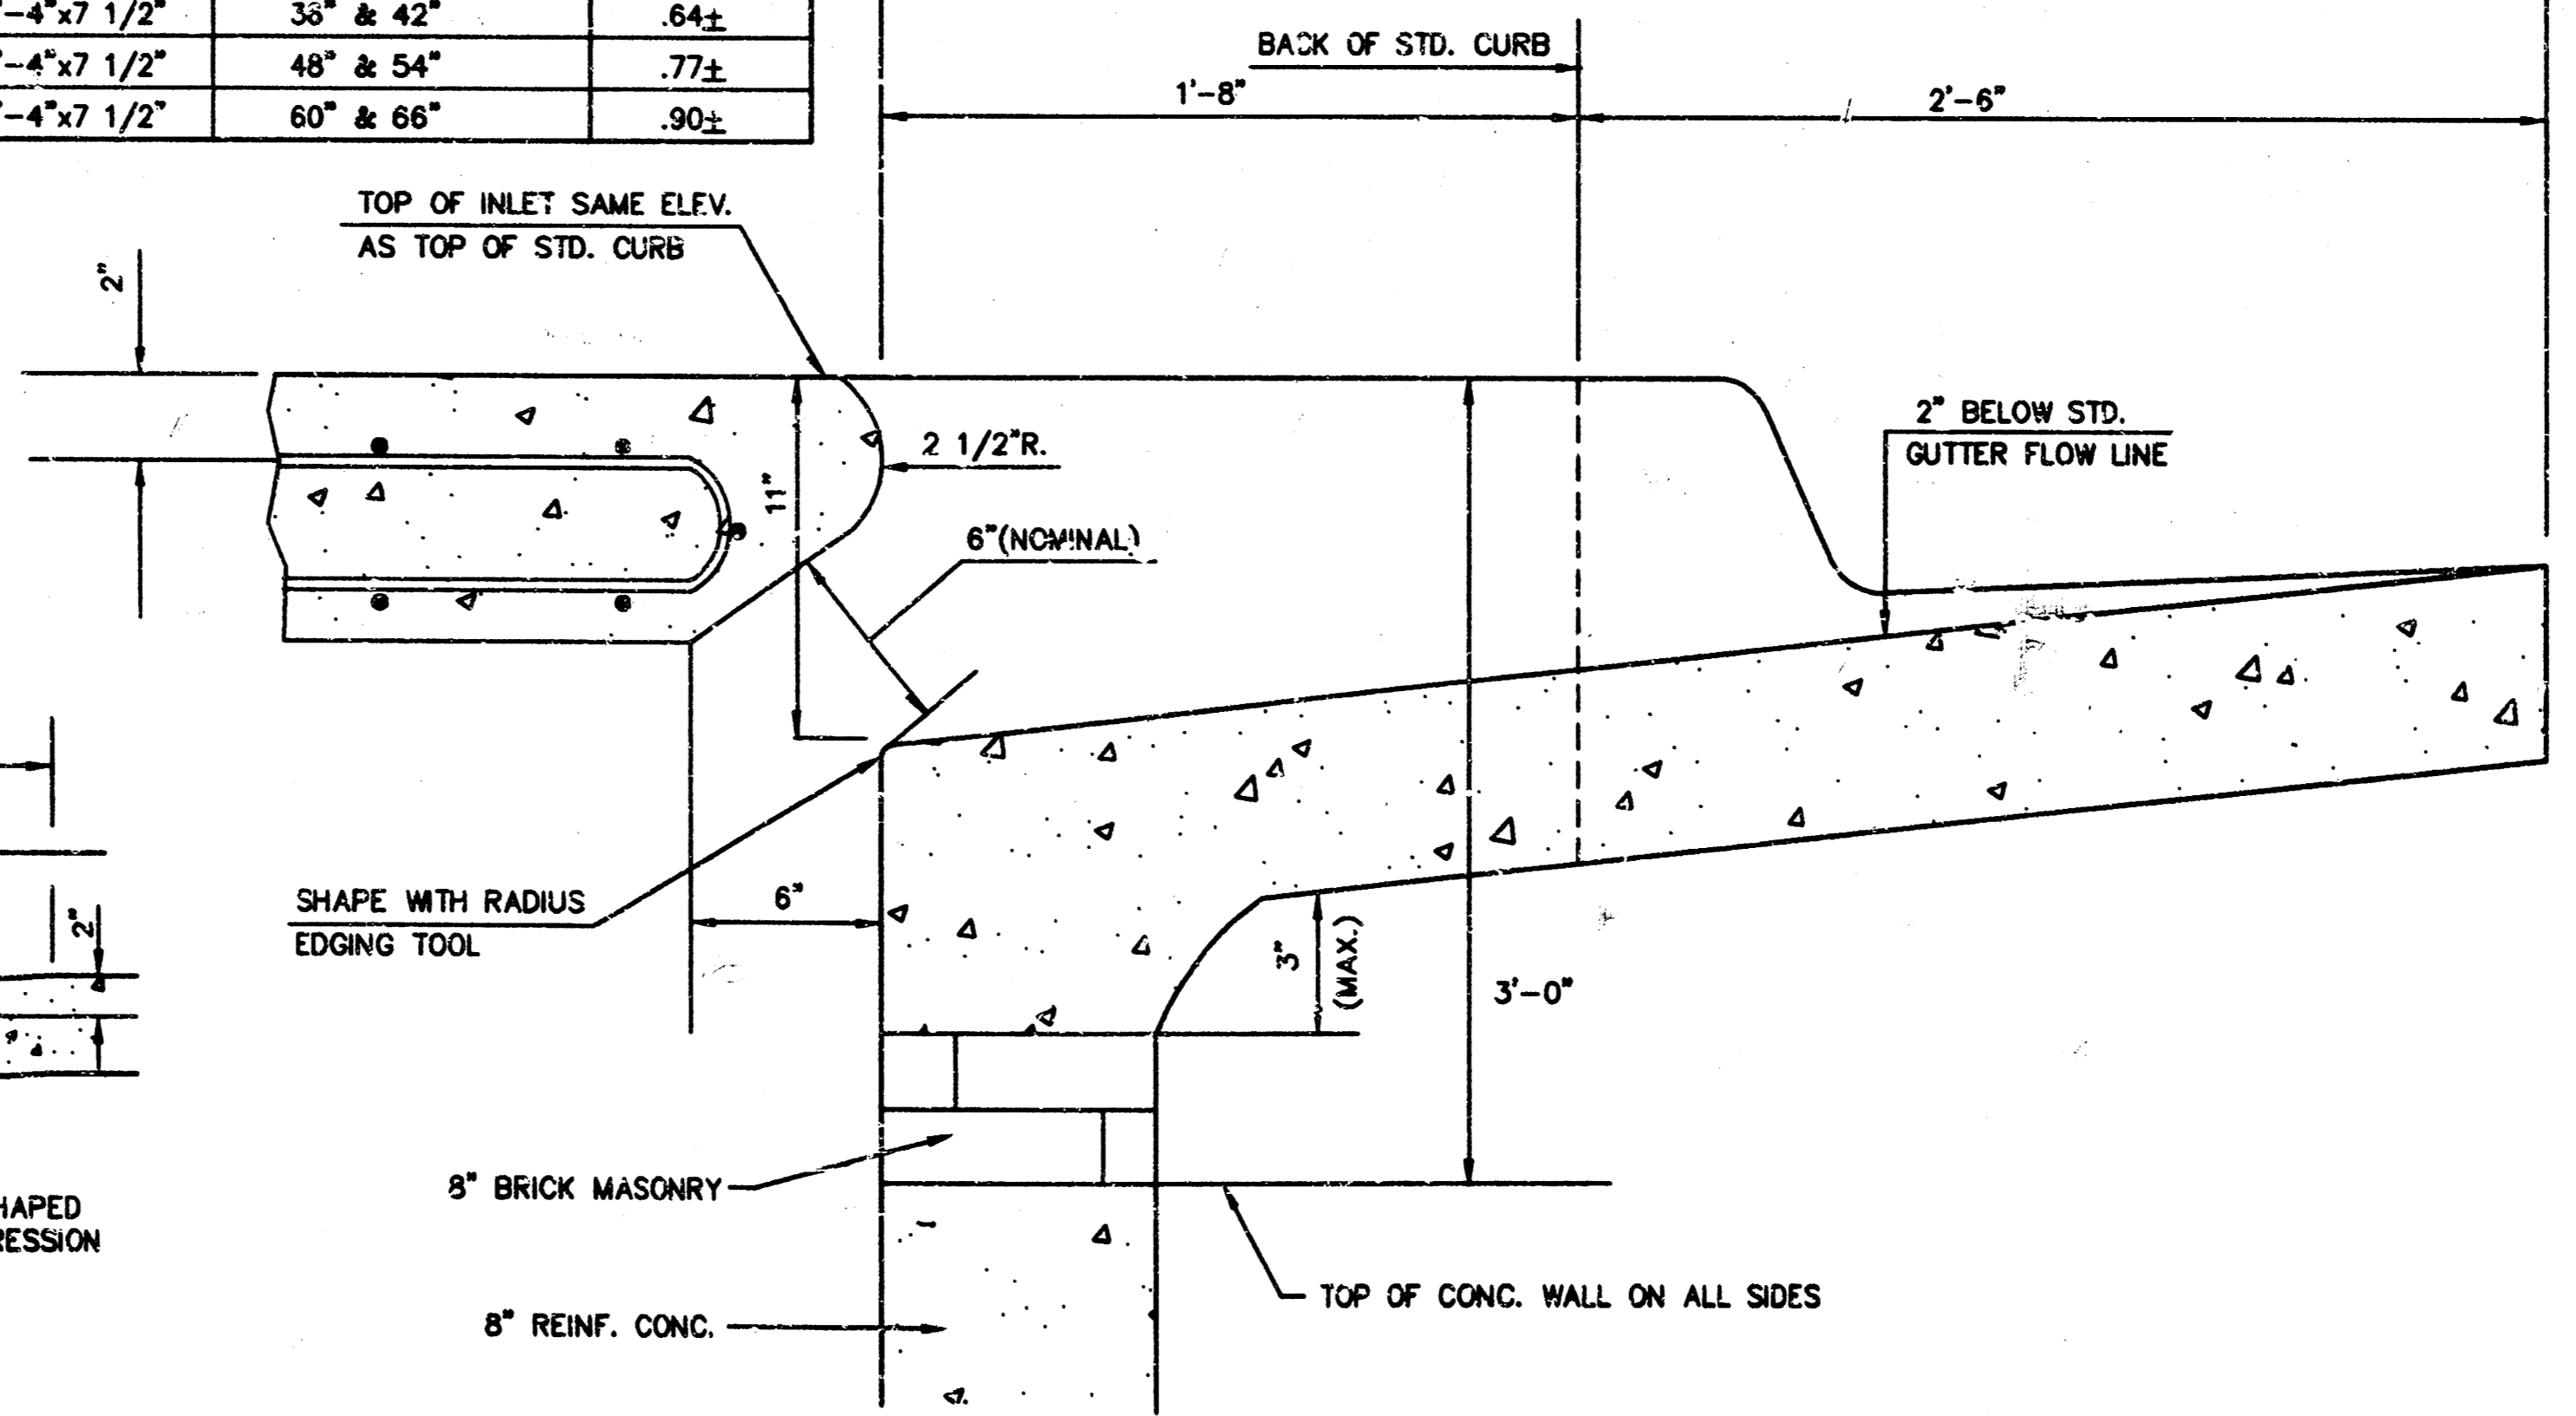 '-4"x7 1/2" 36" & 42" .64±
'-4"x7 1/2" 48" & 54" .77±
'-4"x7 1/2" 60" & 66" .90±
BACK OF STD. CURB
1'-8"
2'-6"
TOP OF INLET SAME ELEV.
AS TOP OF STD. CURB
2"
2" BELOW STD.
GUTTER FLOW LINE
2 1/2"R.
11"
6"(NOMINAL)
SHAPE WITH RADIUS
EDGING TOOL
6"
2"
3"
(MAX.)
3'-0"
8" BRICK MASONRY
HAPED
RESSION
TOP OF CONC. WALL ON ALL SIDES
8" REINF. CONC.